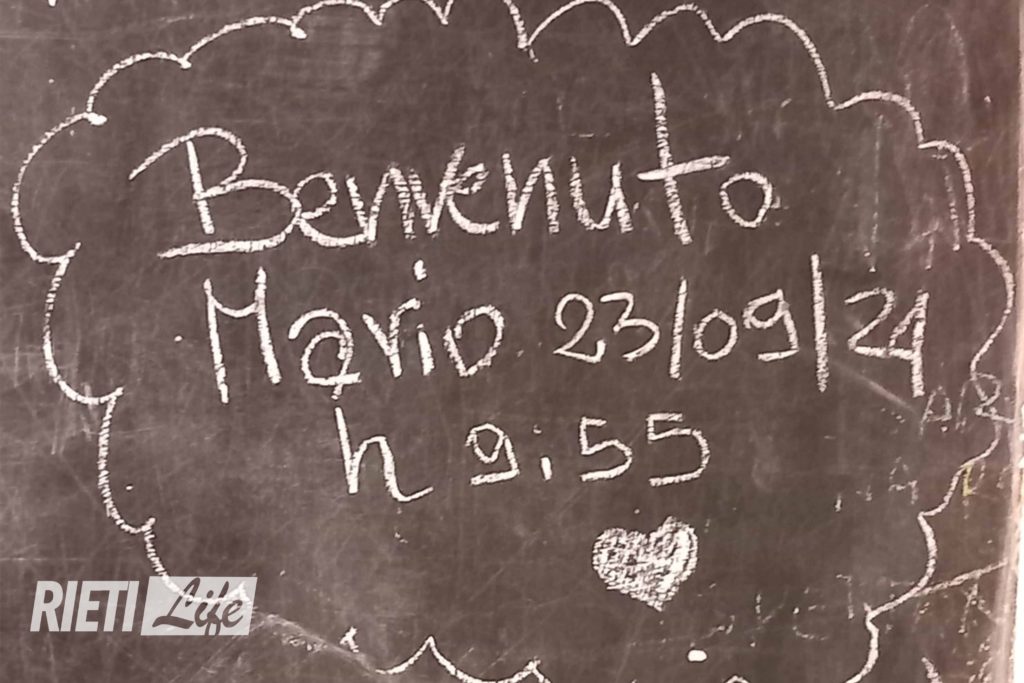 Benvenuto
Mario 23/09/24
h 9:55
RIETI Life